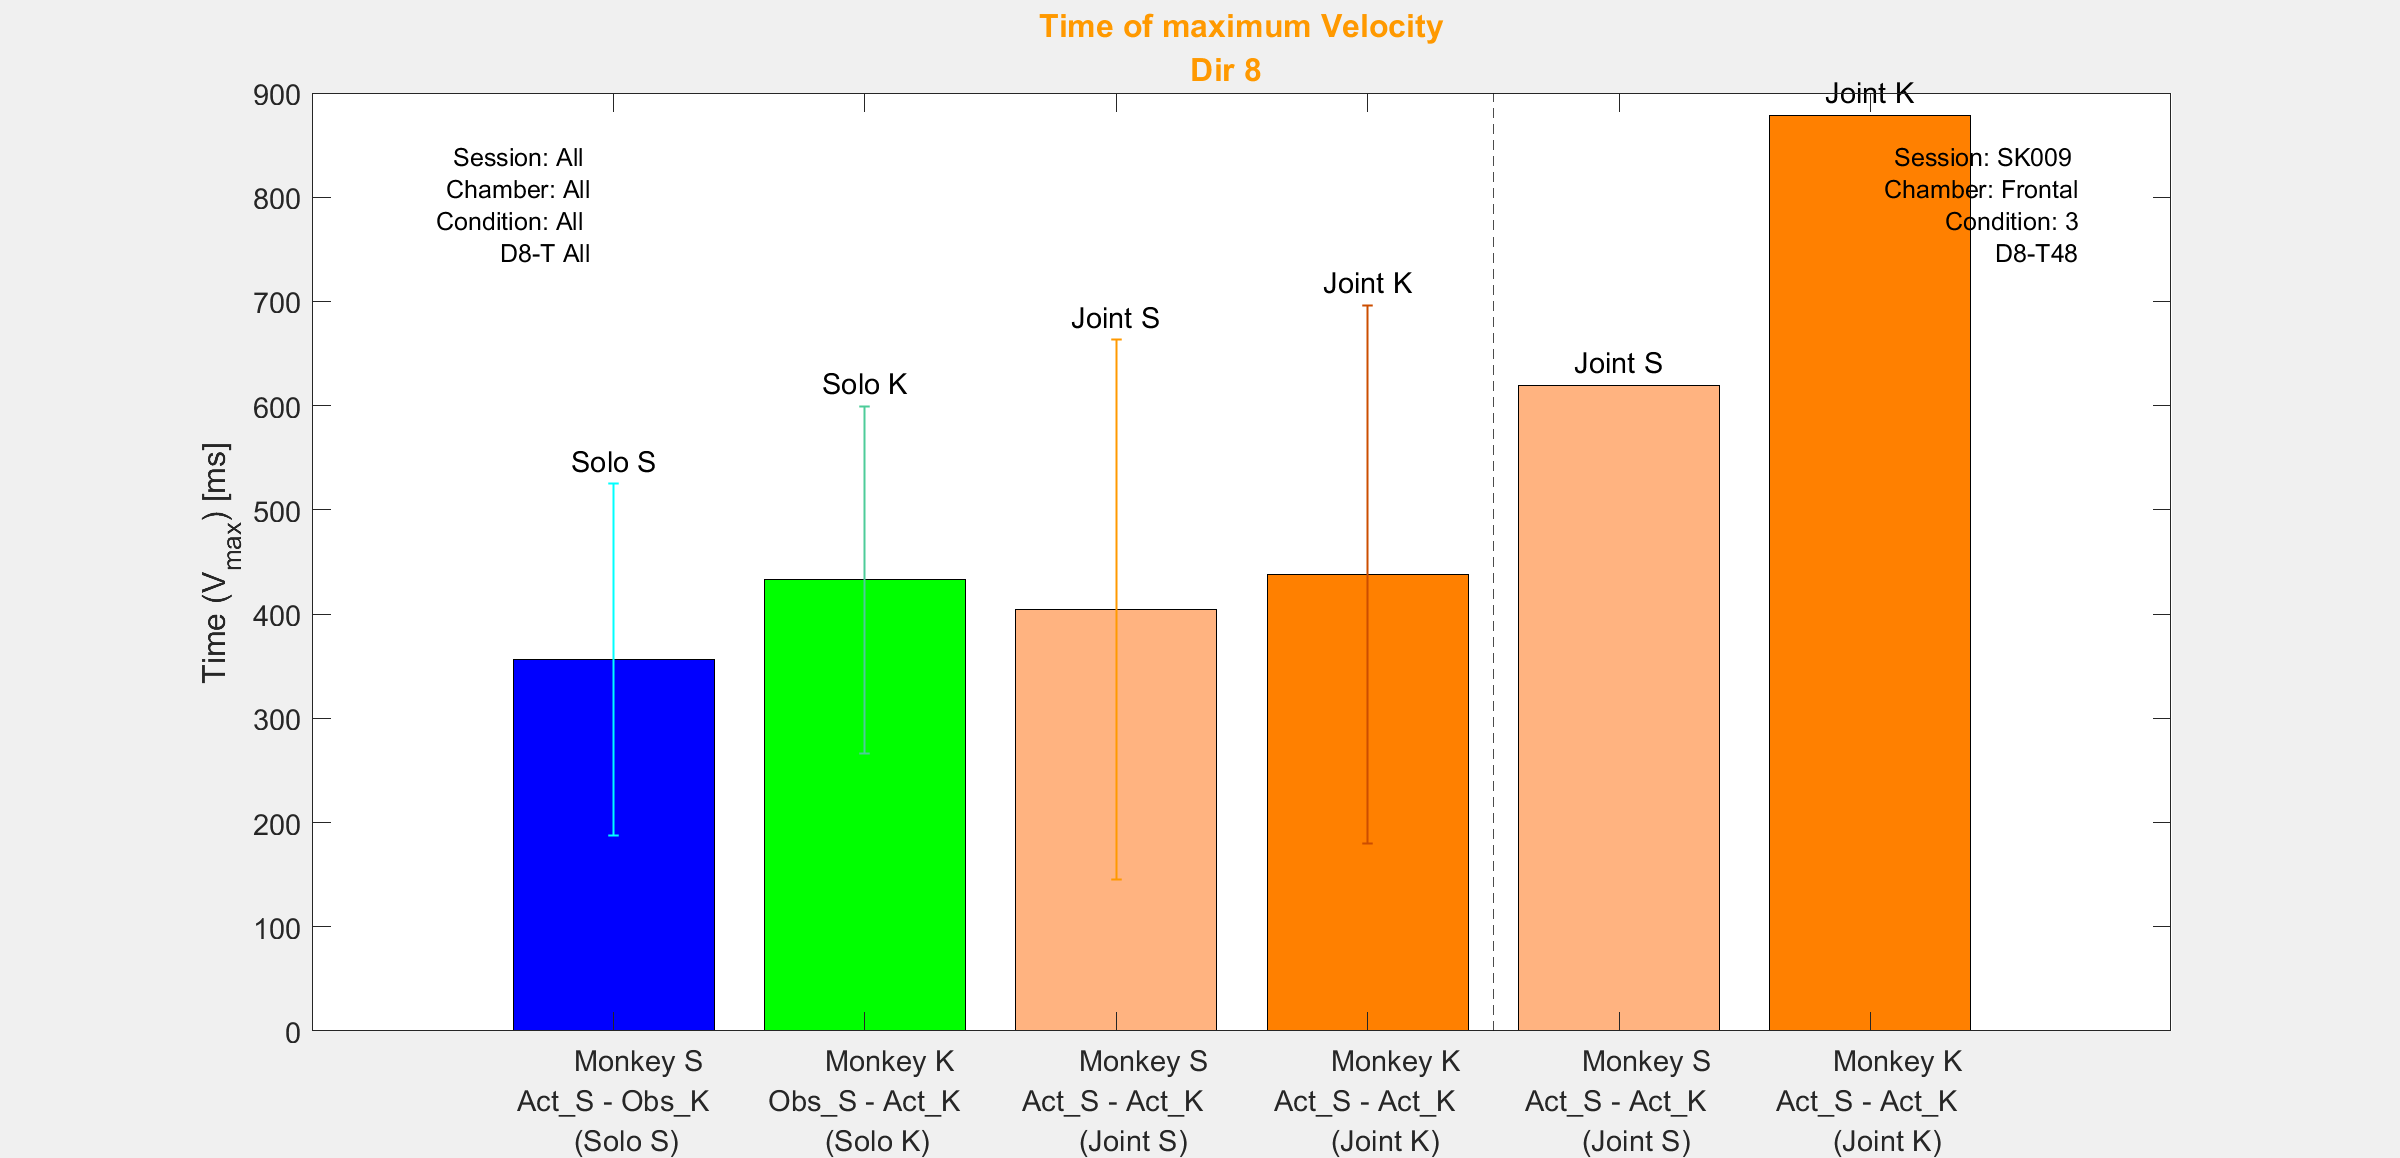 Time of maximum Velocity
Dir 8
900
800
700
600
500
400
300
200
100
0
Time (Vmax) [ms]
Session: All
Chamber: All
Condition: All
D8-T All
Session: SK009
Chamber: Frontal
Condition: 3
D8-T48
Solo S
Solo K
Joint S
Joint K
Joint S
Joint K
Monkey S
Act_S - Obs_K
(Solo S)
Monkey K
Obs_S - Act_K
(Solo K)
Monkey S
Act_S - Act_K
(Joint S)
Monkey K
Act_S - Act_K
(Joint K)
Monkey S
Act_S - Act_K
(Joint S)
Monkey K
Act_S - Act_K
(Joint K)